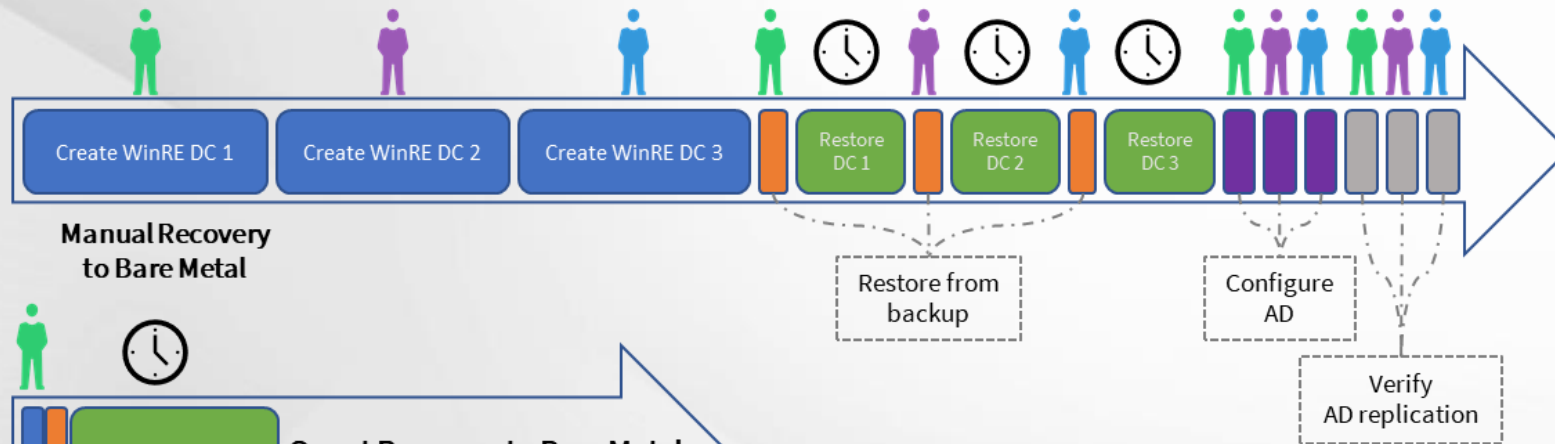 Create WinRE DC 1
Create WinRE DC 2
Create WinRE DC 3
Restore
DC 1
Restore
DC 2
Restore
DC 3
Manual Recovery
to Bare Metal
Restore from
backup
Configure
AD
Verify
AD replication